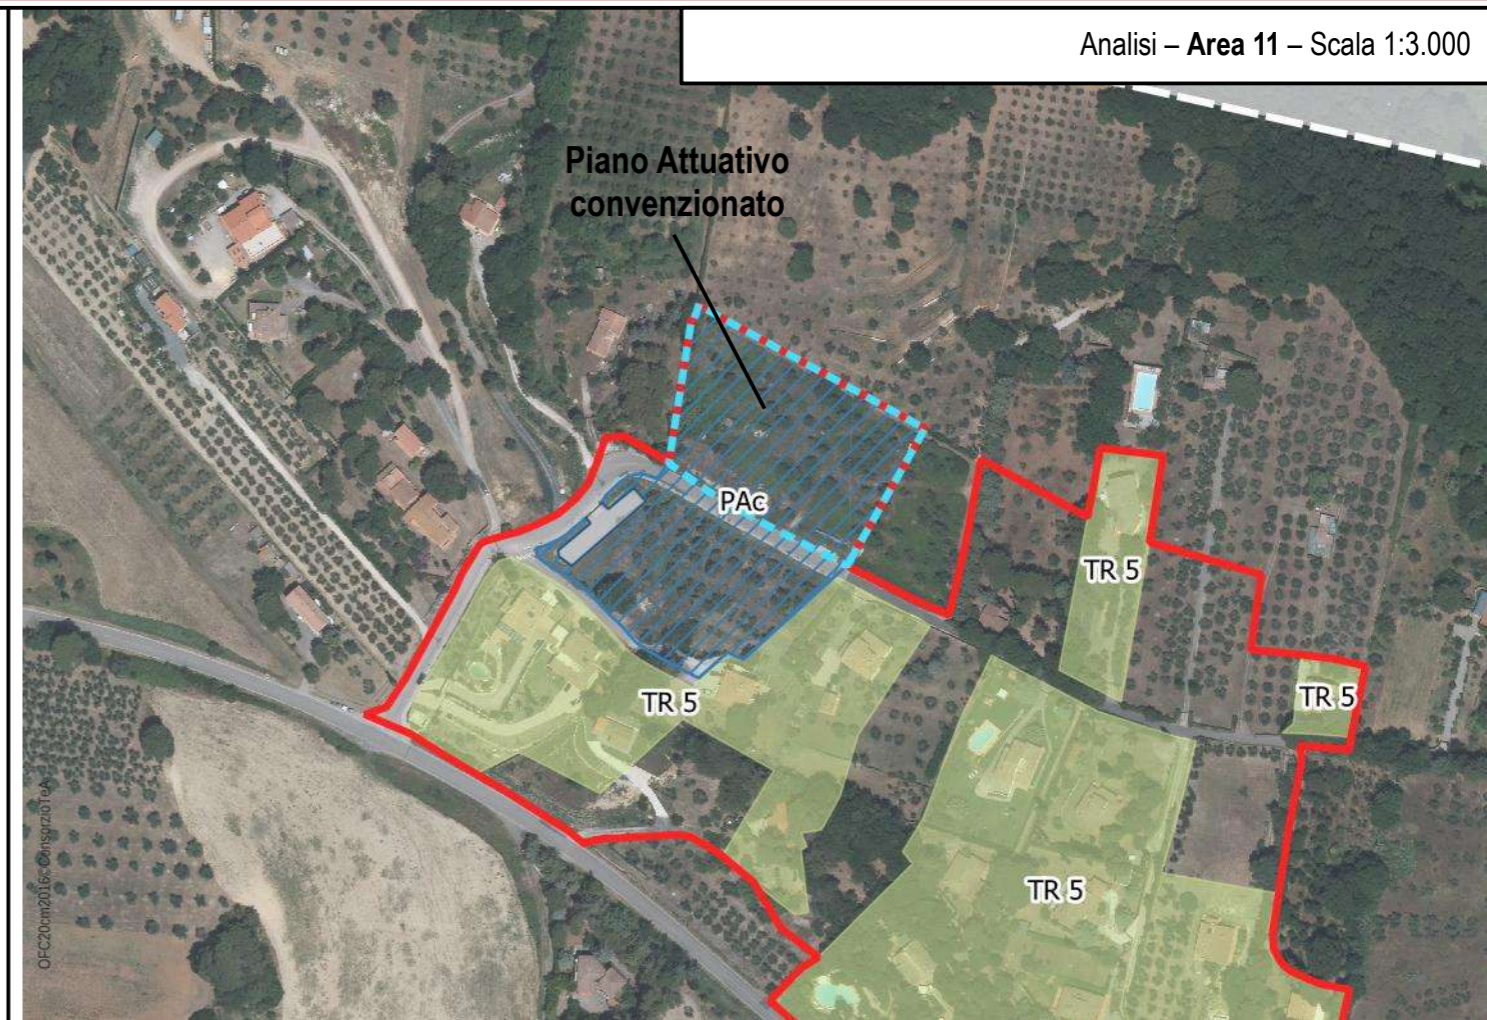 Analisi – Area 11 – Scala 1:3.000
Piano Attuativo
convenzionato
PAc
TR 5
TR 5
TR 5
TR 5
OFC20cm2016©ConsorzioTeA